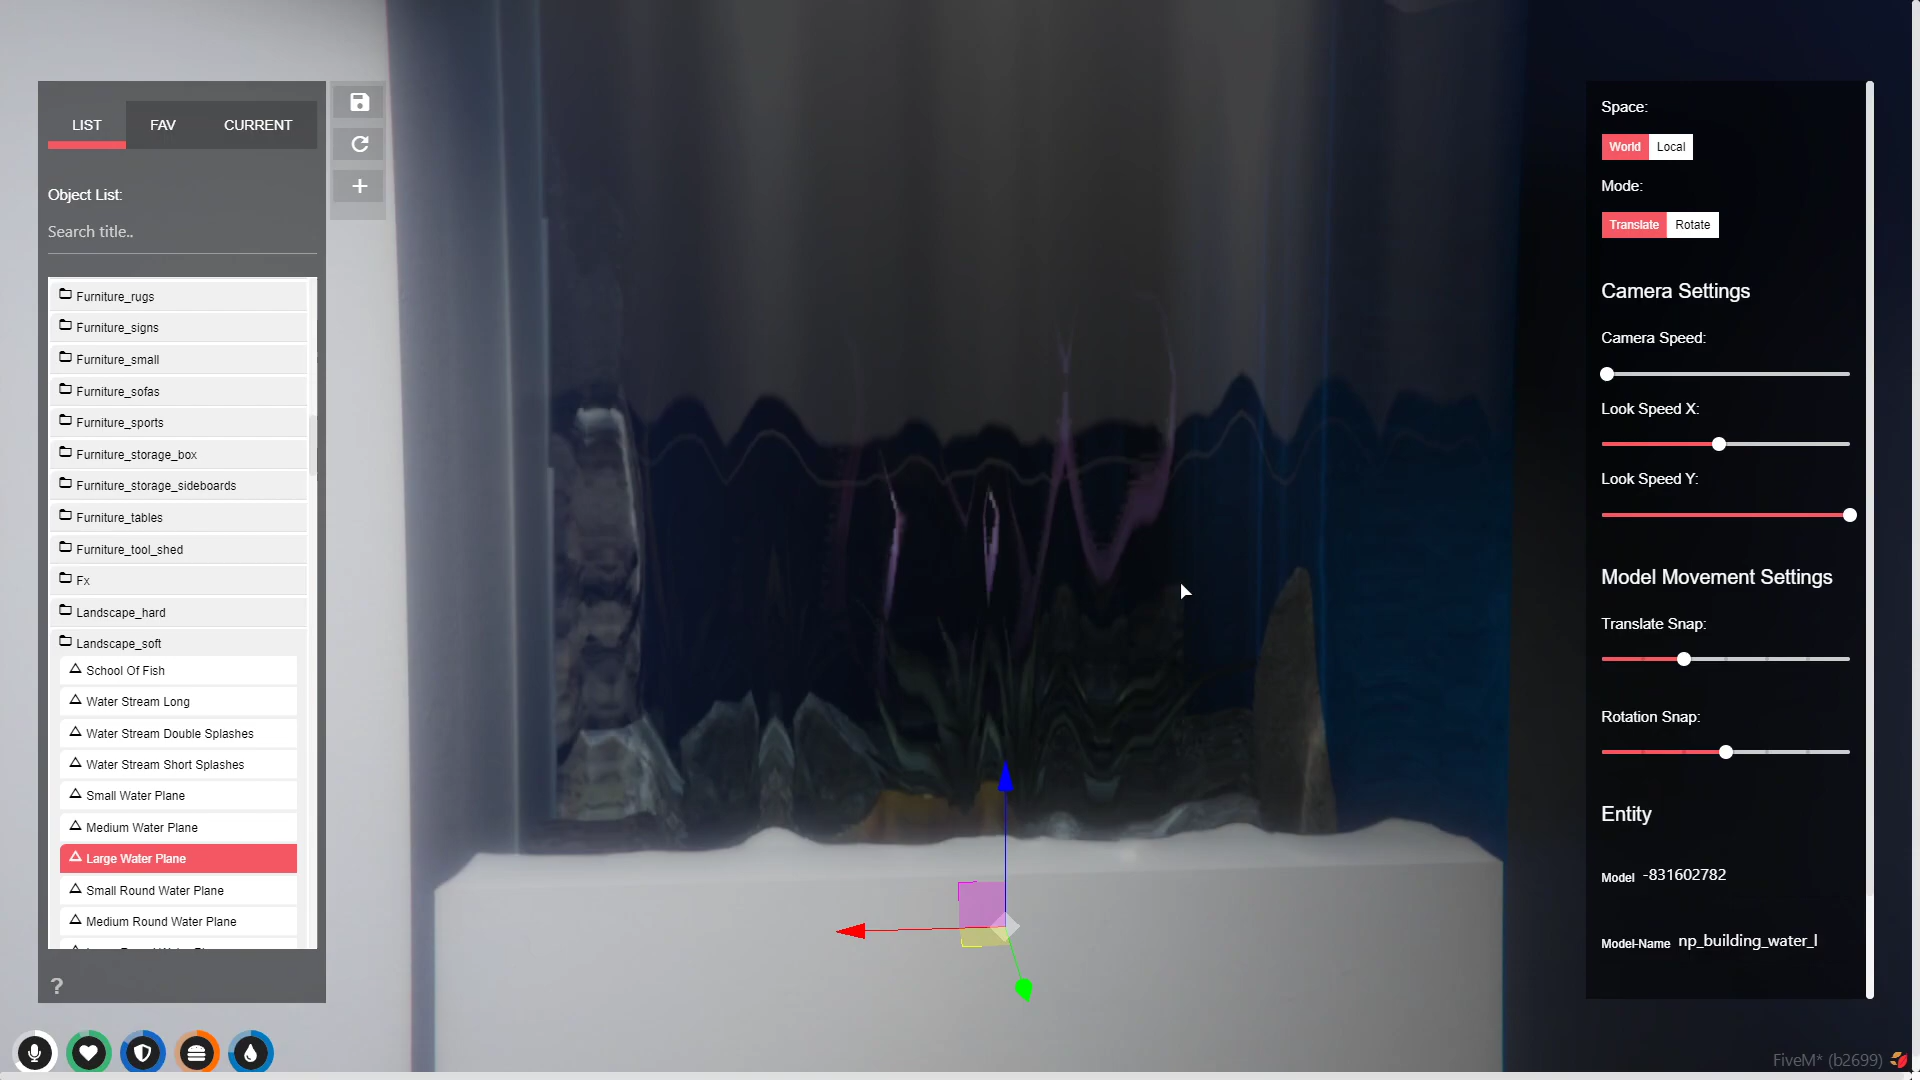 LIST FAV CURRENT
Object List:
Search title..
Furniture_rugs
Furniture_signs
Furniture_small
Furniture_sofas
Furniture_sports
Furniture_storage_box
Furniture_storage_sideboards
Furniture_tables
Furniture_tool_shed
Fx
Landscape_hard
Landscape_soft
School Of Fish
Water Stream Long
Water Stream Double Splashes
Water Stream Short Splashes
Small Water Plane
Medium Water Plane
Large Water Plane
Small Round Water Plane
Medium Round Water Plane
?
Space:
World Local
Mode:
Translate Rotate
Camera Settings
Camera Speed:
Look Speed X:
Look Speed Y:
Model Movement Settings
Translate Snap:
Rotation Snap:
Entity
Model -831602782
Model-Name np_building_water_l
FiveM* (b2699)